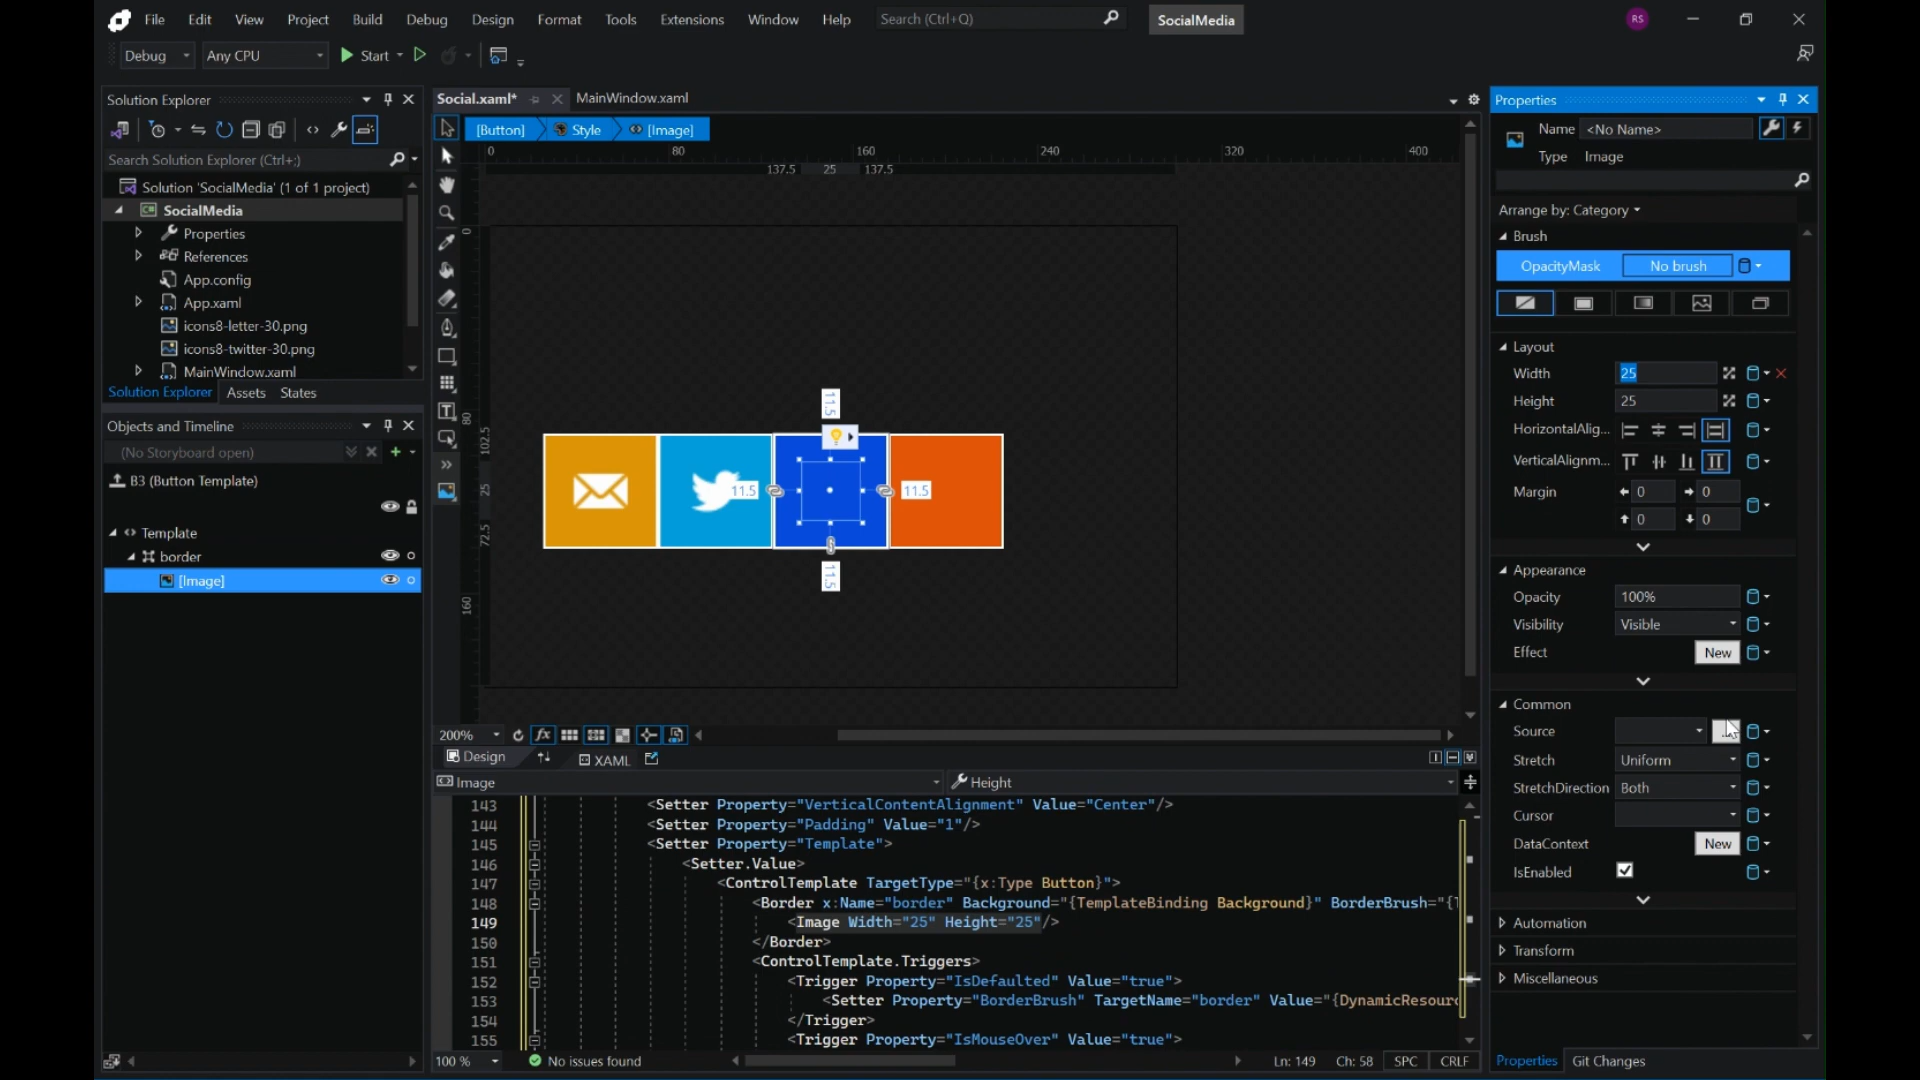 File Edit View Project Build Debug Design Format Tools Extensions Window Help Search (Ctrl+Q) SocialMedia RS
Debug Any CPU Start
Solution Explorer
Search Solution Explorer (Ctrl+;)
Solution 'SocialMedia' (1 of 1 project)
SocialMedia
Properties
References
App.config
App.xaml
icons8-letter-30.png
icons8-twitter-30.png
MainWindow.xaml
Solution Explorer Assets States
Objects and Timeline
(No Storyboard open)
B3 (Button Template)
Template
border
[Image]
Social.xaml* MainWindow.xaml
[Button] Style [Image]
0 80 160 240 320 400
137.5 25 137.5
0
80
160
102.5
25
72.5
11.5
11.5 11.5
11.5
200% fx
Design XAML
Image Height
143 <Setter Property="VerticalContentAlignment" Value="Center"/>
144 <Setter Property="Padding" Value="1"/>
145 <Setter Property="Template">
146 <Setter.Value>
147 <ControlTemplate TargetType="{x:Type Button}">
148 <Border x:Name="border" Background="{TemplateBinding Background}" BorderBrush="{T
149 <Image Width="25" Height="25"/>
150 </Border>
151 <ControlTemplate.Triggers>
152 <Trigger Property="IsDefaulted" Value="true">
153 <Setter Property="BorderBrush" TargetName="border" Value="{DynamicResourc
154 </Trigger>
155 <Trigger Property="IsMouseOver" Value="true">
100 % No issues found Ln: 149 Ch: 58 SPC CRLF
Properties
Name <No Name>
Type Image
Arrange by: Category
Brush
OpacityMask No brush
Layout
Width 25
Height 25
HorizontalAlig...
VerticalAlignm...
Margin 0 0
0 0
Appearance
Opacity 100%
Visibility Visible
Effect New
Common
Source
Stretch Uniform
StretchDirection Both
Cursor
DataContext New
IsEnabled
Automation
Transform
Miscellaneous
Properties Git Changes